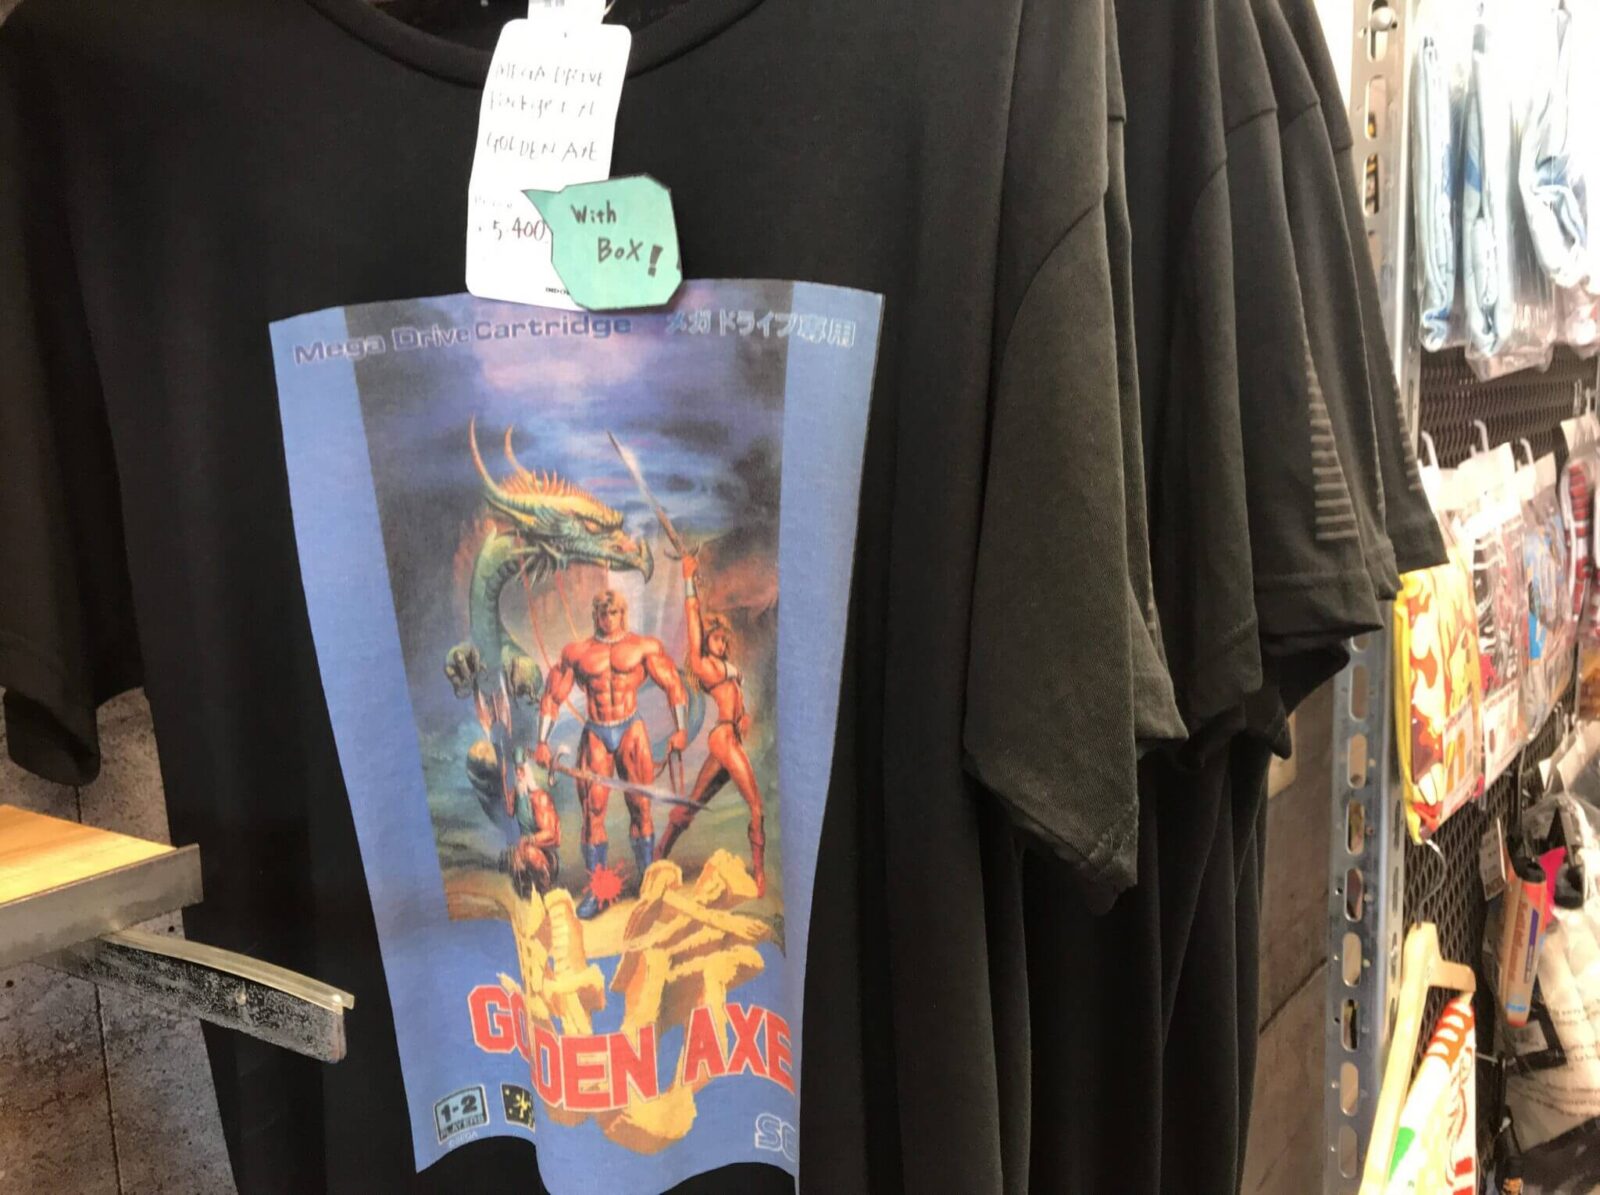 MEGA DRIVE
Package T
GOLDEN AXE
5,400
With
BOX!
Mega Drive Cartridge メガドライブ専用
GOLDEN AXE
1-2
PLAYERS
©SEGA